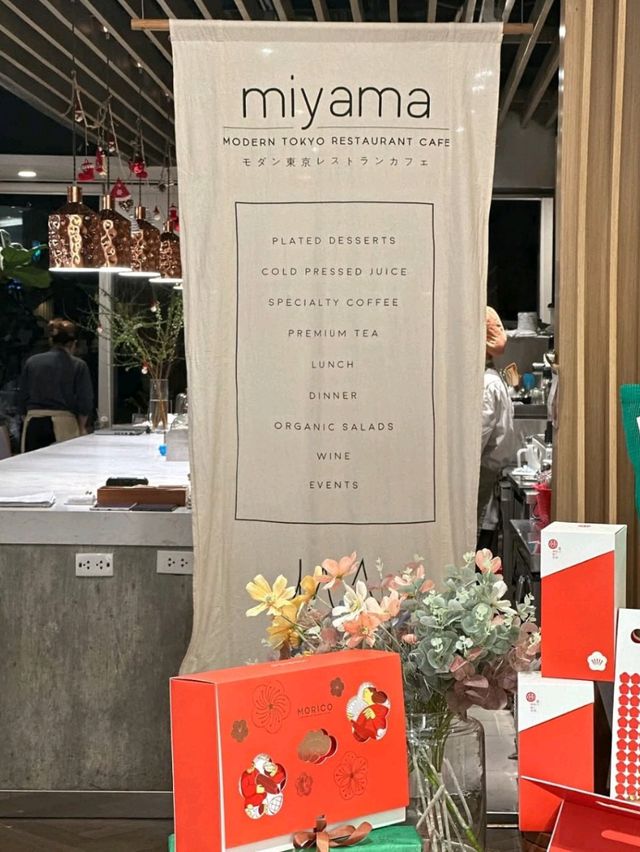 miyama
MODERN TOKYO RESTAURANT CAFE
モダン東京レストランカフェ
PLATED DESSERTS
COLD PRESSED JUICE
SPECIALTY COFFEE
PREMIUM TEA
LUNCH
DINNER
ORGANIC SALADS
WINE
EVENTS
MORICO